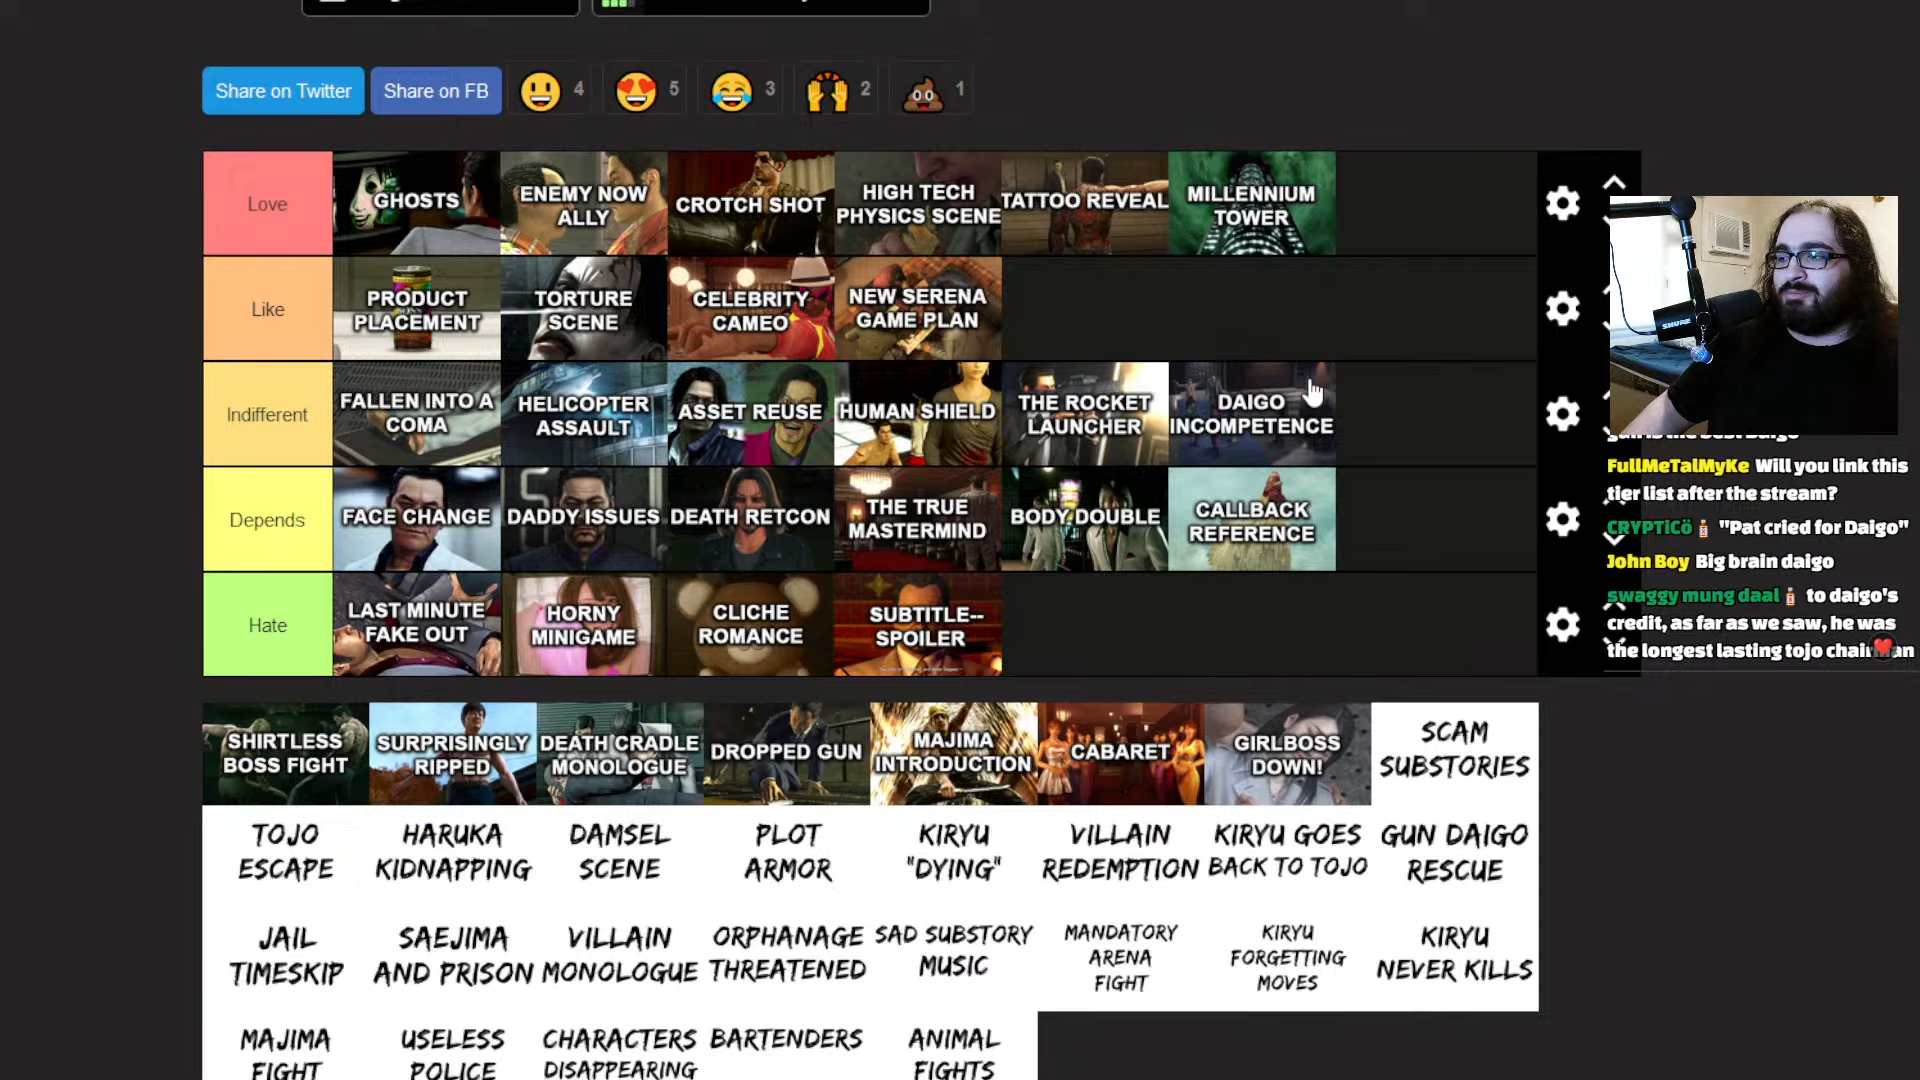 Share on Twitter
Share on FB
4
5
3
2
1
Love
GHOSTS
ENEMY NOW
ALLY
CROTCH SHOT
HIGH TECH
PHYSICS SCENE
TATTOO REVEAL
MILLENNIUM
TOWER
Like
PRODUCT
PLACEMENT
TORTURE
SCENE
CELEBRITY
CAMEO
NEW SERENA
GAME PLAN
Indifferent
FALLEN INTO A
COMA
HELICOPTER
ASSAULT
ASSET REUSE
HUMAN SHIELD
THE ROCKET
LAUNCHER
DAIGO
INCOMPETENCE
Depends
FACE CHANGE
DADDY ISSUES
DEATH RETCON
THE TRUE
MASTERMIND
BODY DOUBLE
CALLBACK
REFERENCE
Hate
LAST MINUTE
FAKE OUT
HORNY
MINIGAME
CLICHE
ROMANCE
SUBTITLE--
SPOILER
SHIRTLESS
BOSS FIGHT
SURPRISINGLY
RIPPED
DEATH CRADLE
MONOLOGUE
DROPPED GUN
MAJIMA
INTRODUCTION
CABARET
GIRLBOSS
DOWN!
SCAM
SUBSTORIES
TOJO
ESCAPE
HARUKA
KIDNAPPING
DAMSEL
SCENE
PLOT
ARMOR
KIRYU
"DYING"
VILLAIN
REDEMPTION
KIRYU GOES
BACK TO TOJO
GUN DAIGO
RESCUE
JAIL
TIMESKIP
SAEJIMA
AND PRISON
VILLAIN
MONOLOGUE
ORPHANAGE
THREATENED
SAD SUBSTORY
MUSIC
MANDATORY
ARENA
FIGHT
KIRYU
FORGETTING
MOVES
KIRYU
NEVER KILLS
MAJIMA
FIGHT
USELESS
POLICE
CHARACTERS
DISAPPEARING
BARTENDERS
ANIMAL
FIGHTS
SHURE
FullMeTalMyKe Will you link this
tier list after the stream?
CRYPTiCö "Pat cried for Daigo"
John Boy Big brain daigo
swaggy mung daal to daigo's
credit, as far as we saw, he was
the longest lasting tojo chairman